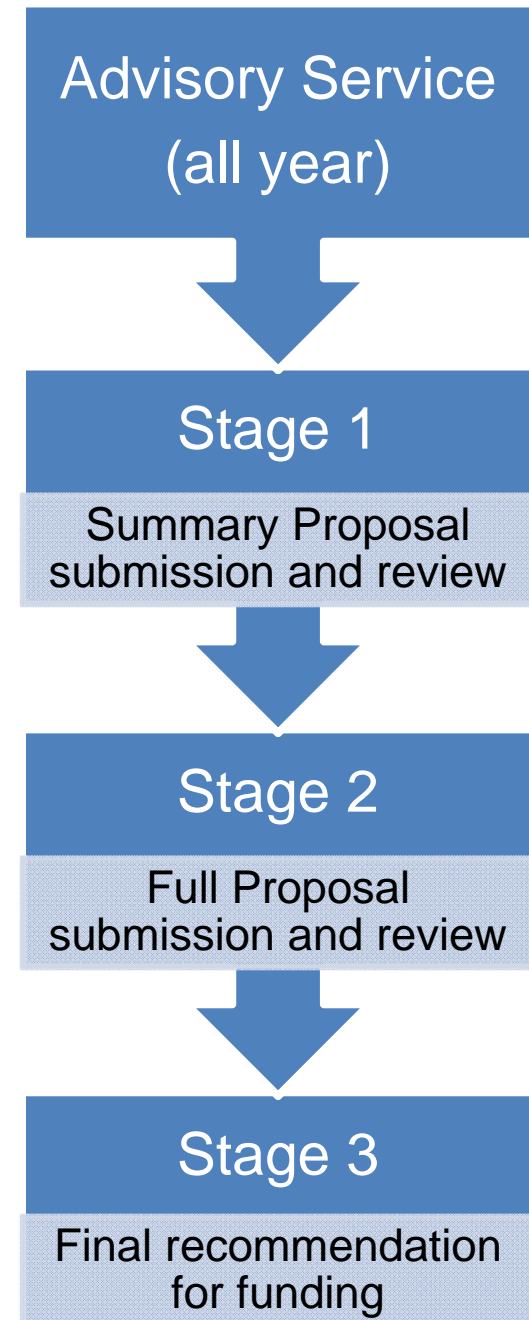 Advisory Service
(all year)
Stage 1
Summary Proposal
submission and review
Stage 2
Full Proposal
submission and review
Stage 3
Final recommendation
for funding